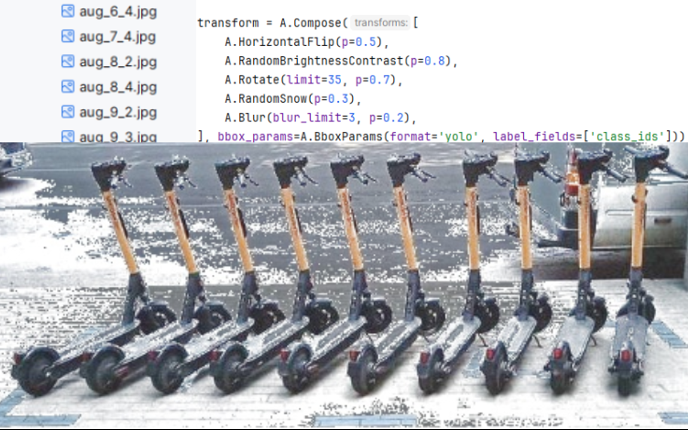 aug_6_4.jpg
aug_7_4.jpg
aug_8_2.jpg
aug_8_4.jpg
aug_9_2.jpg
aug_9_3.jpg
transform = A.Compose( transforms: [
A.HorizontalFlip(p=0.5),
A.RandomBrightnessContrast(p=0.8),
A.Rotate(limit=35, p=0.7),
A.RandomSnow(p=0.3),
A.Blur(blur_limit=3, p=0.2),
], bbox_params=A.BboxParams(format='yolo', label_fields=['class_ids']))